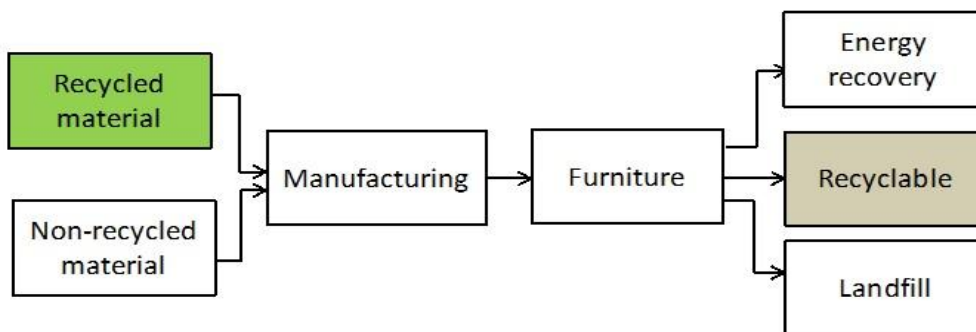 Recycled
material
Non-recycled
material
Manufacturing
Furniture
Energy
recovery
Recyclable
Landfill